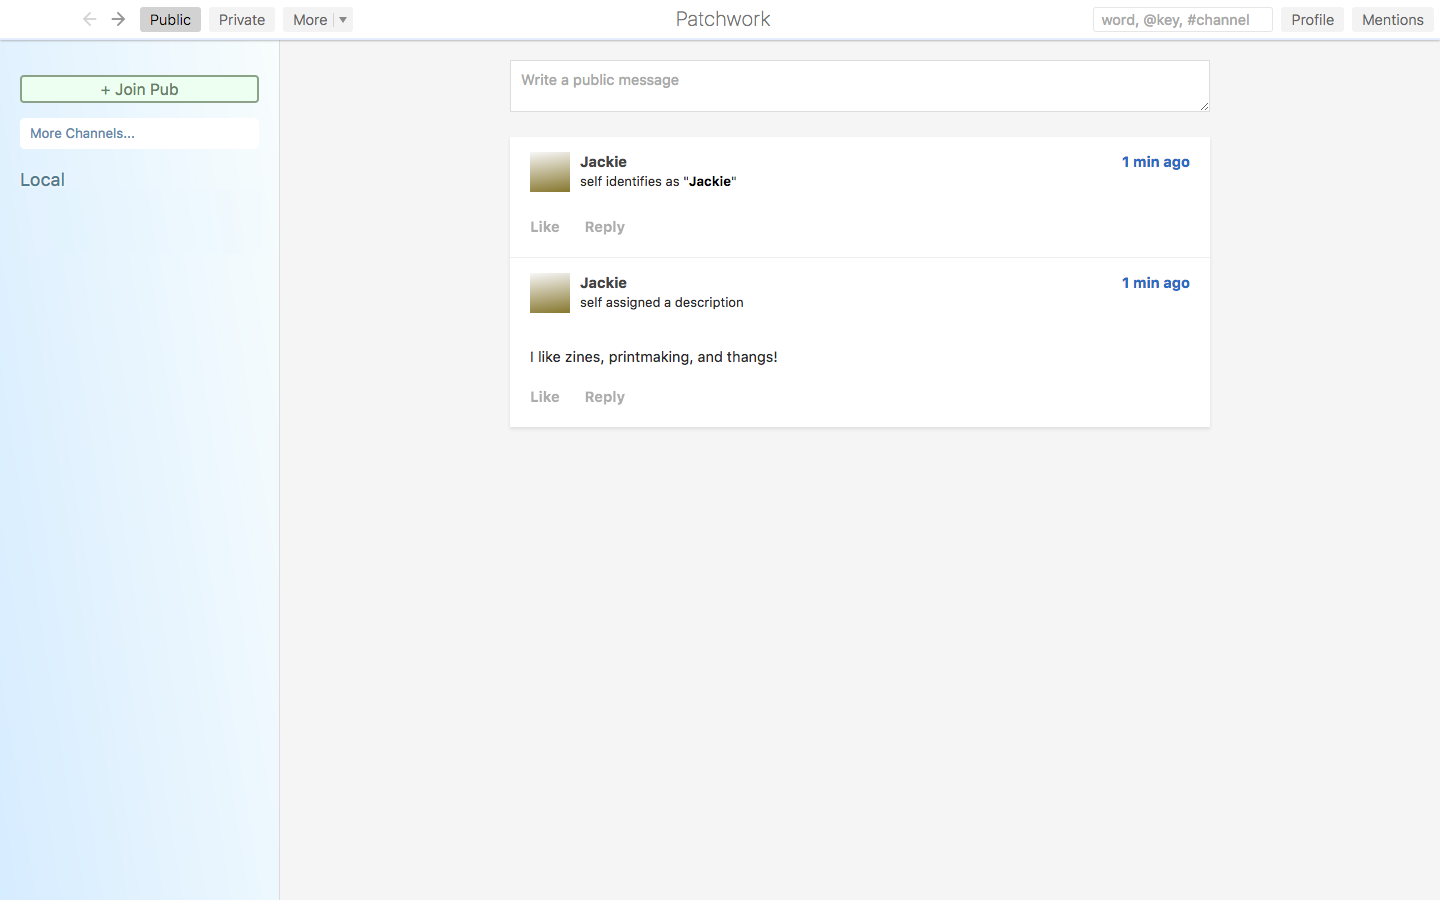 Public
Private
More
Patchwork
word, @key, #channel
Profile
Mentions
+ Join Pub
More Channels...
Local
Write a public message
Jackie
1 min ago
self identifies as "Jackie"
Like Reply
Jackie
1 min ago
self assigned a description
I like zines, printmaking, and thangs!
Like Reply